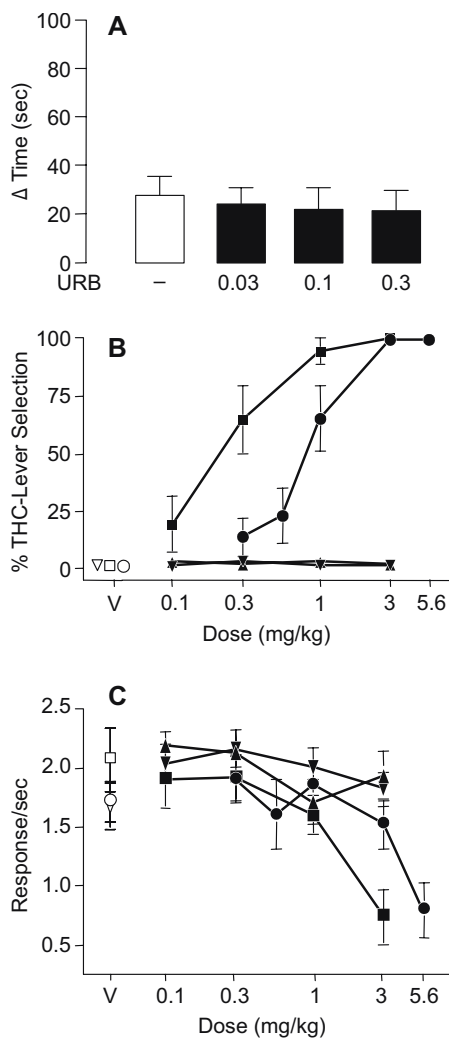 A
100
80
60
40
20
0
Δ Time (sec)
URB – 0.03 0.1 0.3
B
100
75
50
25
0
% THC-Lever Selection
V 0.1 0.3 1 3 5.6
Dose (mg/kg)
C
2.5
2.0
1.5
1.0
0.5
Response/sec
V 0.1 0.3 1 3 5.6
Dose (mg/kg)